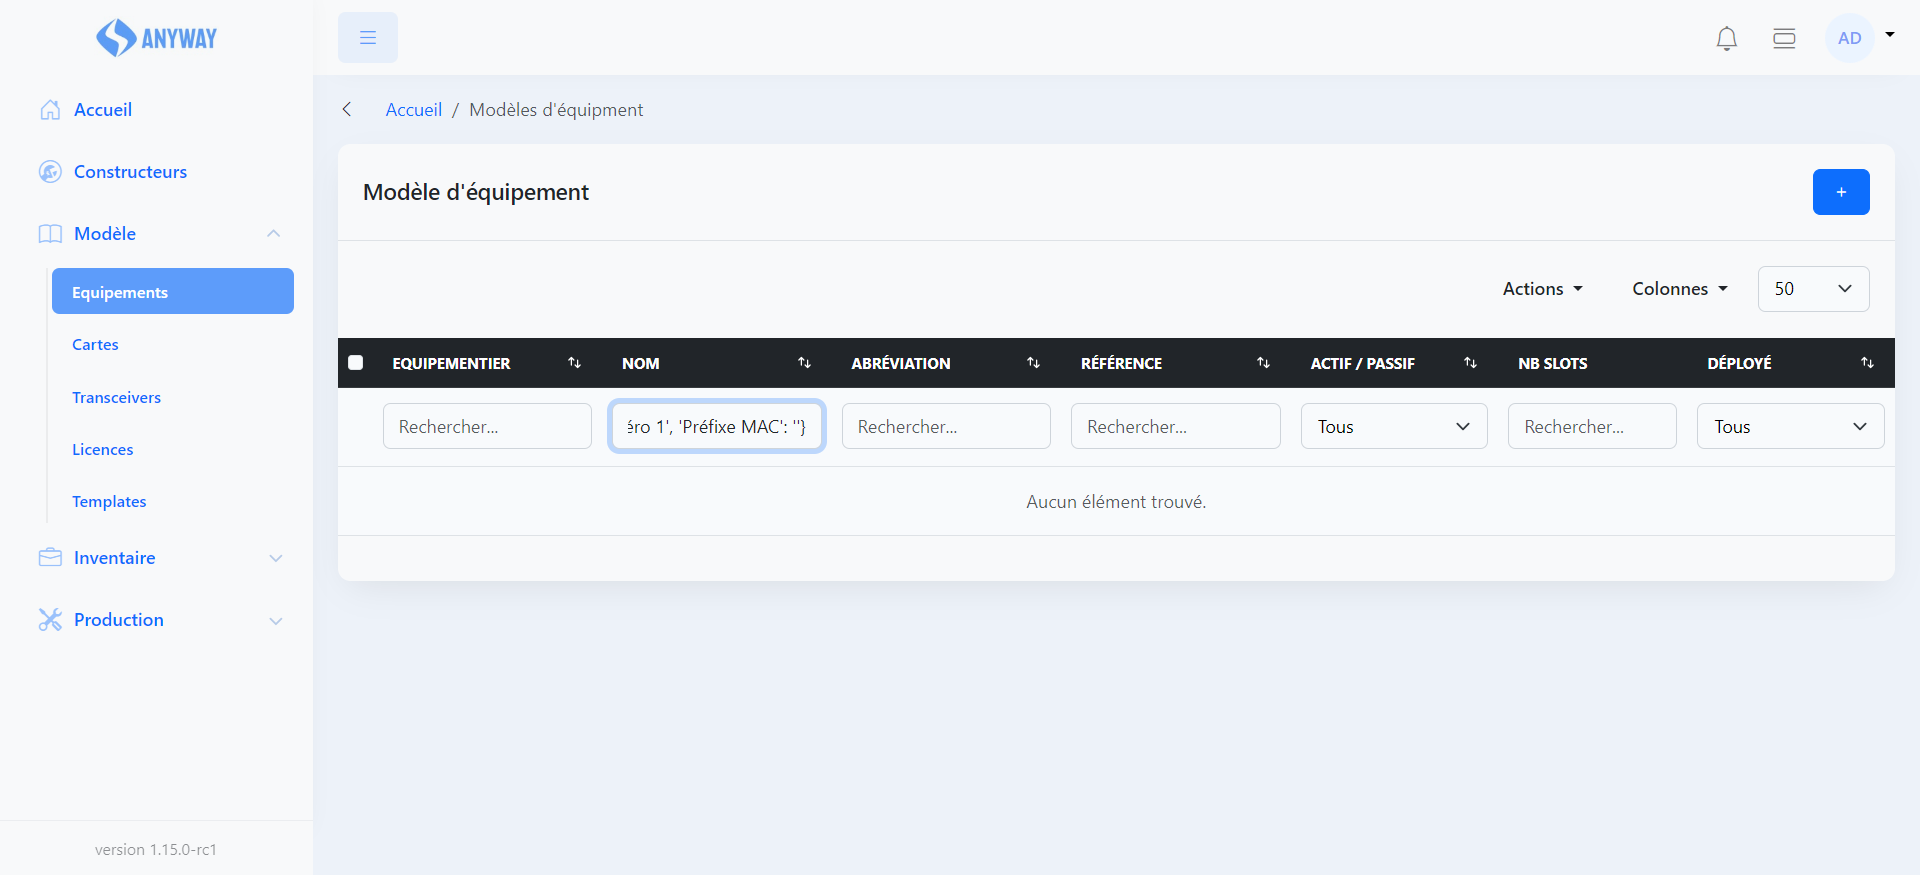 ANYWAY
AD
Accueil
Constructeurs
Modèle
Equipements
Cartes
Transceivers
Licences
Templates
Inventaire
Production
version 1.15.0-rc1
Accueil / Modèles d'équipment
Modèle d'équipement
+
Actions
Colonnes
50
EQUIPEMENTIER
NOM
ABRÉVIATION
RÉFÉRENCE
ACTIF / PASSIF
NB SLOTS
DÉPLOYÉ
Rechercher...
éro 1', 'Préfixe MAC': ''}
Rechercher...
Rechercher...
Tous
Rechercher...
Tous
Aucun élément trouvé.